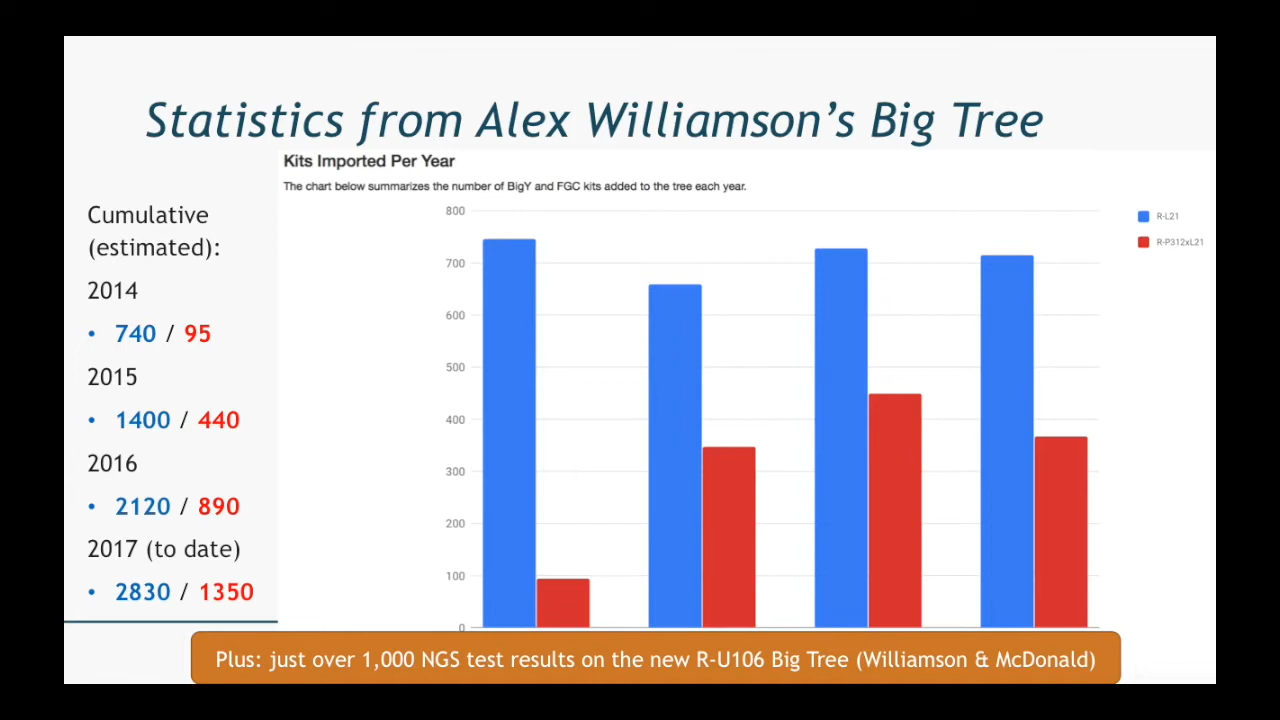 Statistics from Alex Williamson's Big Tree
Kits Imported Per Year
The chart below summarizes the number of BigY and FGC kits added to the tree each year.
Cumulative
(estimated):
2014
• 740 / 95
2015
• 1400 / 440
2016
• 2120 / 890
2017 (to date)
• 2830 / 1350
800
700
600
500
400
300
200
100
0
R-L21
R-P312xL21
Plus: just over 1,000 NGS test results on the new R-U106 Big Tree (Williamson & McDonald)